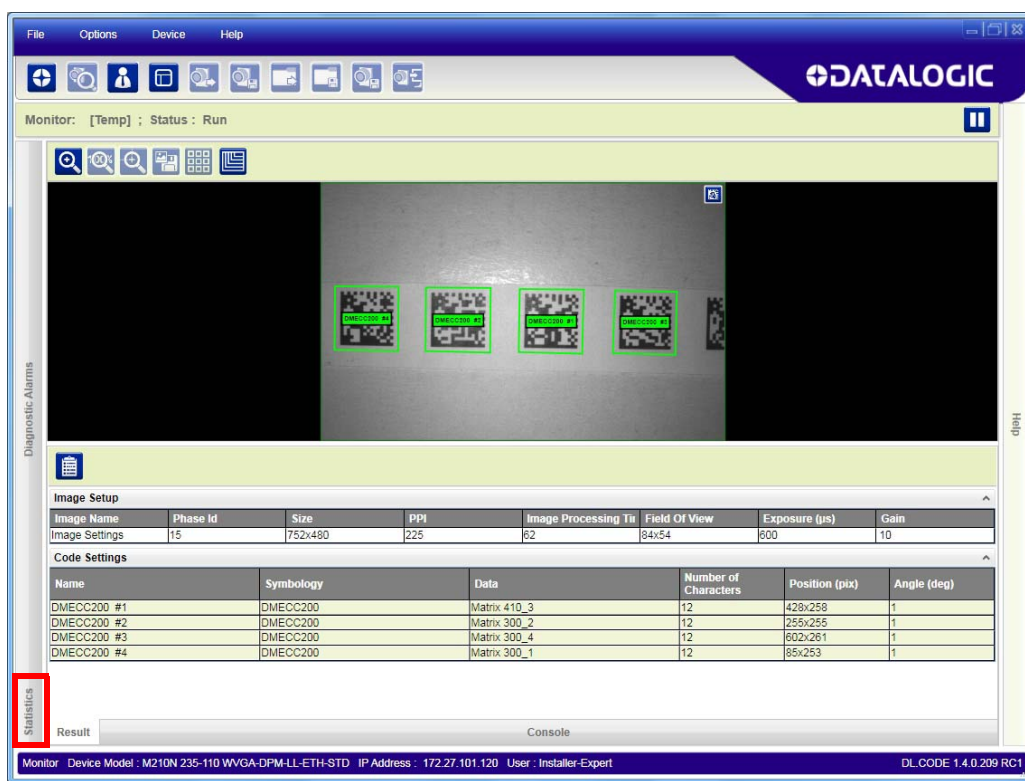 File Options Device Help
DATALOGIC
Monitor: [Temp] ; Status : Run
100%
DMECC200 #4 DMECC200 #2 DMECC200 #1 DMECC200 #3
Diagnostic Alarms
Help
Image Setup
Image Name Phase Id Size PPI Image Processing Tir Field Of View Exposure (µs) Gain
Image Settings 15 752x480 225 62 84x54 600 10
Code Settings
Name Symbology Data Number of Characters Position (pix) Angle (deg)
DMECC200 #1 DMECC200 Matrix 410_3 12 428x258 1
DMECC200 #2 DMECC200 Matrix 300_2 12 255x255 1
DMECC200 #3 DMECC200 Matrix 300_4 12 602x261 1
DMECC200 #4 DMECC200 Matrix 300_1 12 85x253 1
Statistics
Result Console
Monitor Device Model : M210N 235-110 WVGA-DPM-LL-ETH-STD IP Address : 172.27.101.120 User : Installer-Expert DL.CODE 1.4.0.209 RC1